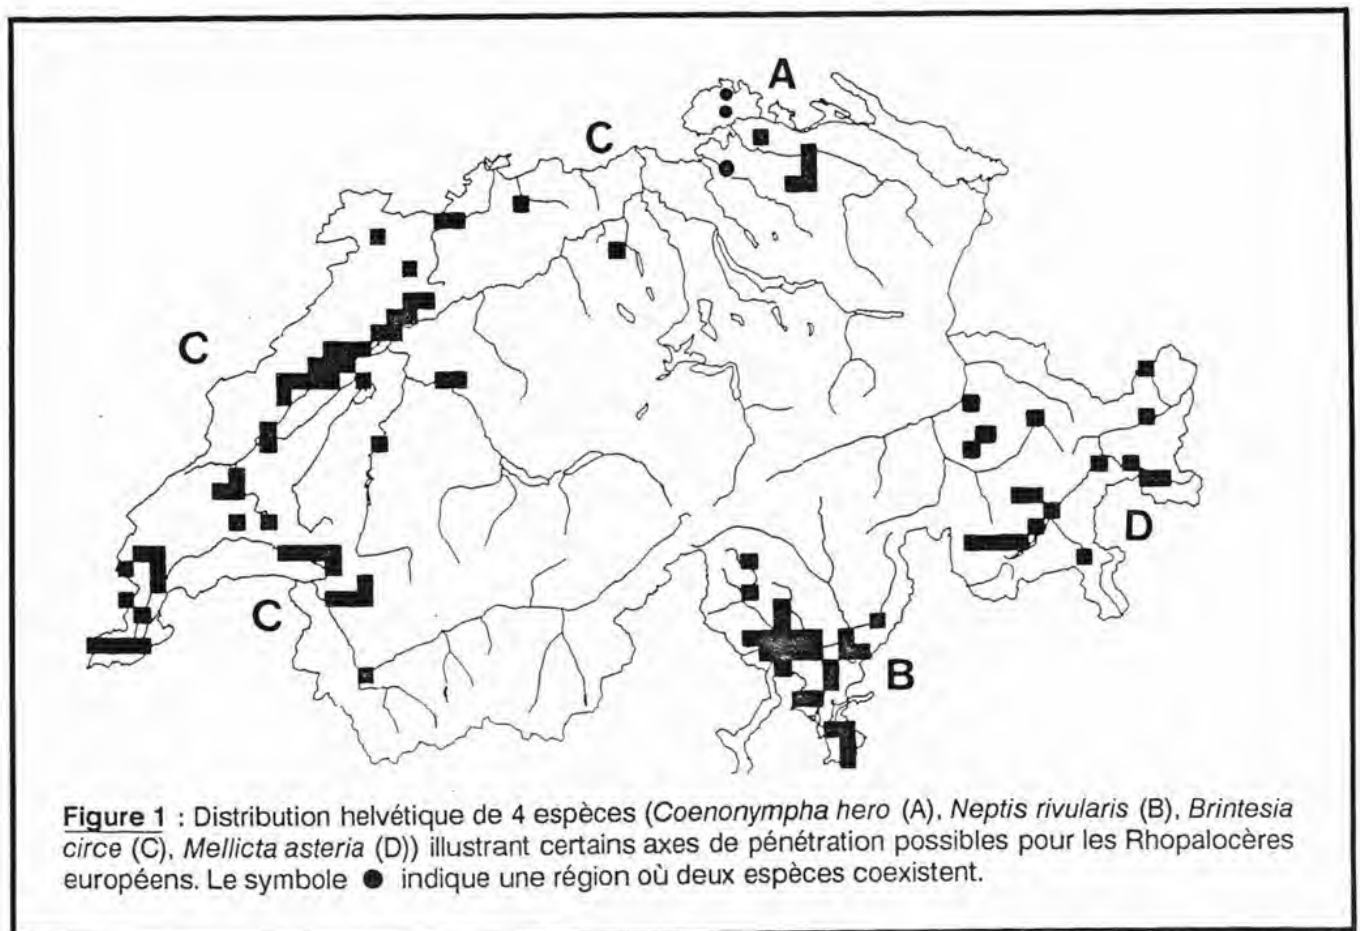 A
C
C
D
C
B
Figure 1 : Distribution helvétique de 4 espèces (Coenonympha hero (A), Neptis rivularis (B), Brintesia
circe (C), Mellicta asteria (D)) illustrant certains axes de pénétration possibles pour les Rhopalocères
européens. Le symbole ● indique une région où deux espèces coexistent.